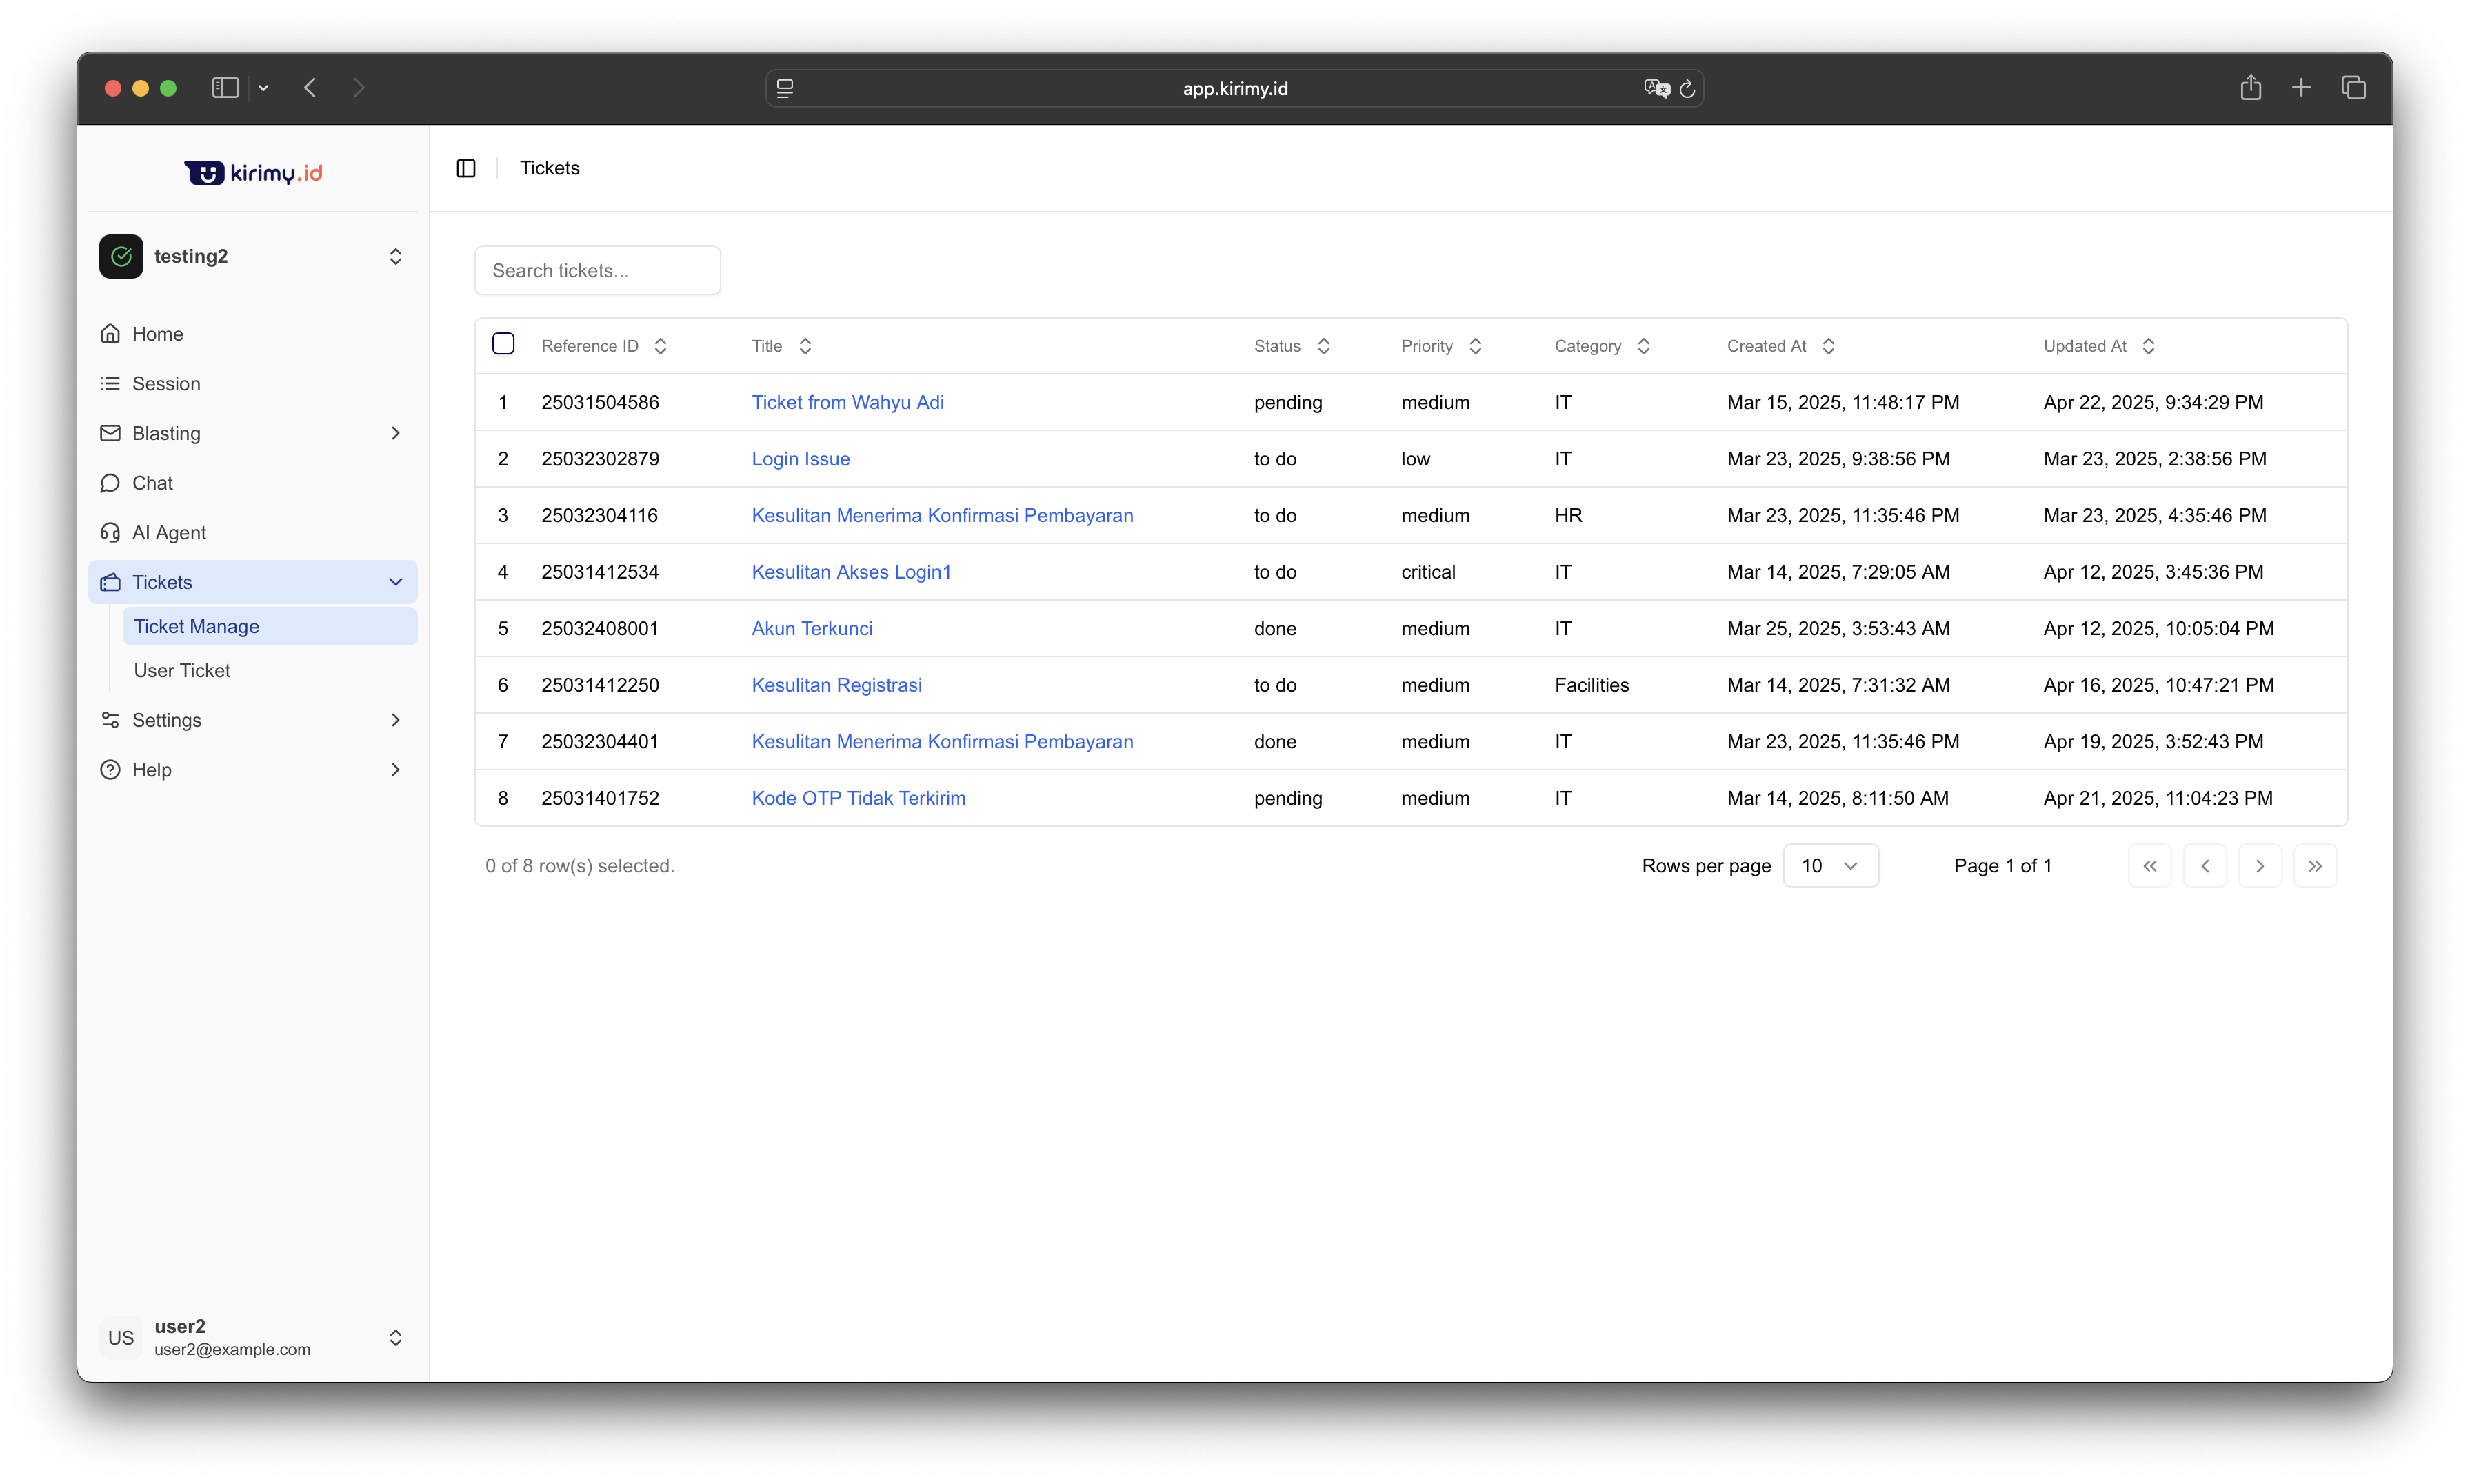 app.kirimy.id
kirimy.id
Tickets
testing2
Home
Session
Blasting
Chat
AI Agent
Tickets
Ticket Manage
User Ticket
Settings
Help
US
user2
user2@example.com
Search tickets...
Reference ID Title Status Priority Category Created At Updated At
1 25031504586 Ticket from Wahyu Adi pending medium IT Mar 15, 2025, 11:48:17 PM Apr 22, 2025, 9:34:29 PM
2 25032302879 Login Issue to do low IT Mar 23, 2025, 9:38:56 PM Mar 23, 2025, 2:38:56 PM
3 25032304116 Kesulitan Menerima Konfirmasi Pembayaran to do medium HR Mar 23, 2025, 11:35:46 PM Mar 23, 2025, 4:35:46 PM
4 25031412534 Kesulitan Akses Login1 to do critical IT Mar 14, 2025, 7:29:05 AM Apr 12, 2025, 3:45:36 PM
5 25032408001 Akun Terkunci done medium IT Mar 25, 2025, 3:53:43 AM Apr 12, 2025, 10:05:04 PM
6 25031412250 Kesulitan Registrasi to do medium Facilities Mar 14, 2025, 7:31:32 AM Apr 16, 2025, 10:47:21 PM
7 25032304401 Kesulitan Menerima Konfirmasi Pembayaran done medium IT Mar 23, 2025, 11:35:46 PM Apr 19, 2025, 3:52:43 PM
8 25031401752 Kode OTP Tidak Terkirim pending medium IT Mar 14, 2025, 8:11:50 AM Apr 21, 2025, 11:04:23 PM
0 of 8 row(s) selected. Rows per page 10 Page 1 of 1